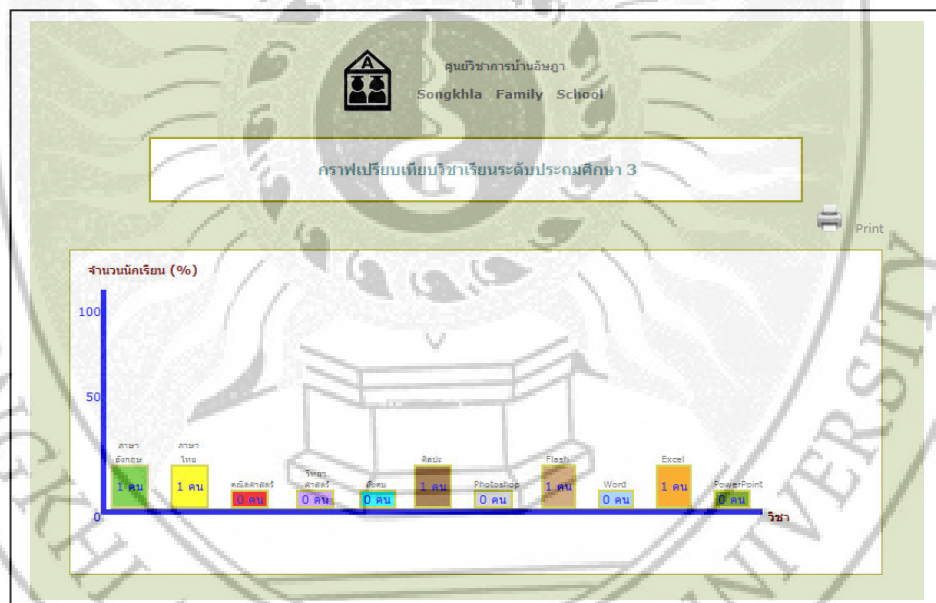 A
ศูนย์วิชาการบ้านอัษฎา
Songkhla Family School
กราฟเปรียบเทียบวิชาเรียนระดับประถมศึกษา 3
Print
จำนวนนักเรียน (%)
100
50
0
ภาษา
อังกฤษ
1 คน
ภาษา
ไทย
1 คน
คณิตศาสตร์
0 คน
วิทยา
ศาสตร์
0 คน
สังคม
0 คน
ศิลปะ
1 คน
Photoshop
0 คน
Flash
1 คน
Word
0 คน
Excel
1 คน
PowerPoint
0 คน
วิชา